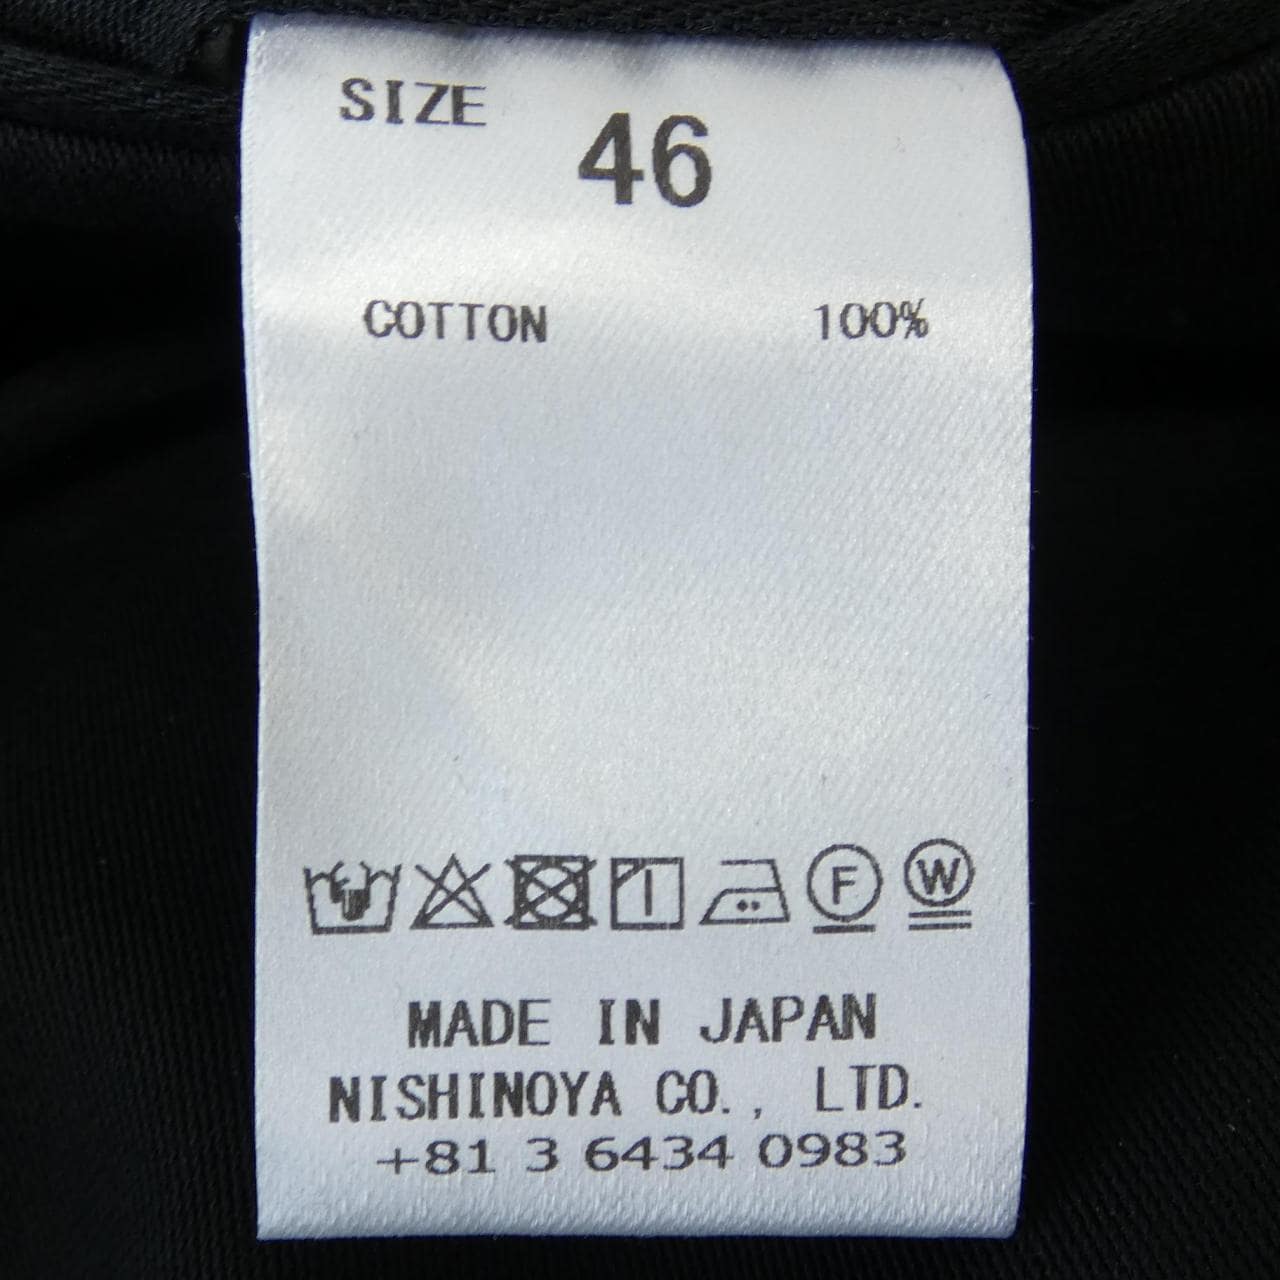 SIZE 46
COTTON 100%
F W
MADE IN JAPAN
NISHINOYA CO., LTD.
+81 3 6434 0983